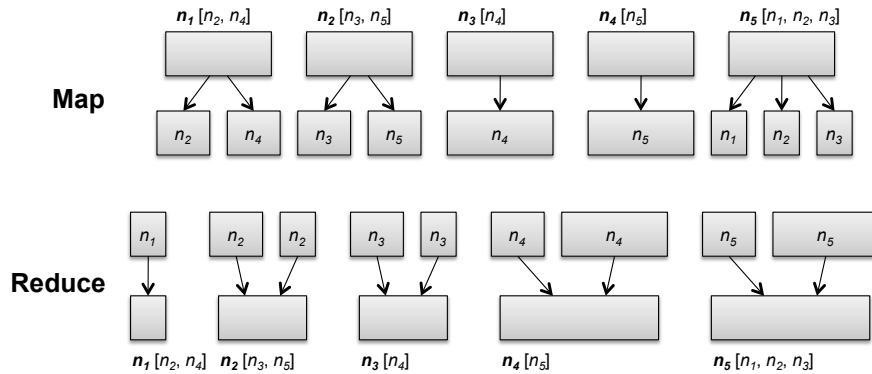 n1 [n2, n4] n2 [n3, n5] n3 [n4] n4 [n5] n5 [n1, n2, n3]
Map
n2 n4 n3 n5 n4 n5 n1 n2 n3
n1 n2 n2 n3 n3 n4 n4 n5 n5
Reduce
n1 [n2, n4] n2 [n3, n5] n3 [n4] n4 [n5] n5 [n1, n2, n3]